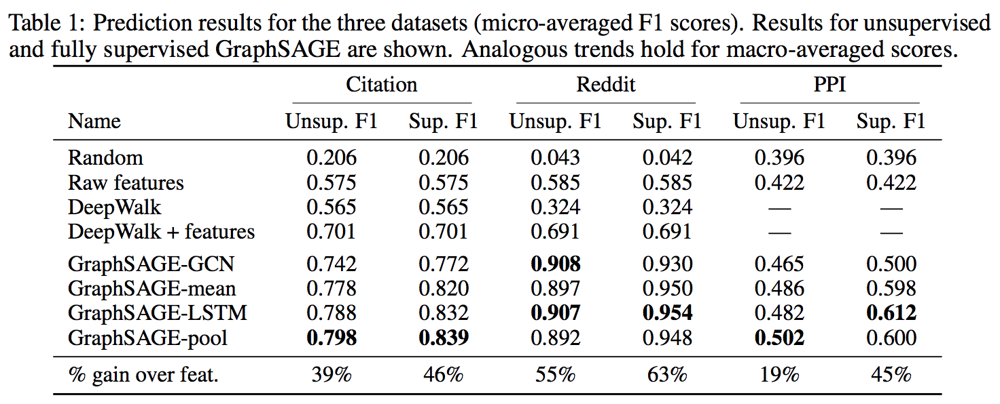 Table 1: Prediction results for the three datasets (micro-averaged F1 scores). Results for unsupervised
and fully supervised GraphSAGE are shown. Analogous trends hold for macro-averaged scores.
Citation Reddit PPI
Name Unsup. F1 Sup. F1 Unsup. F1 Sup. F1 Unsup. F1 Sup. F1
Random 0.206 0.206 0.043 0.042 0.396 0.396
Raw features 0.575 0.575 0.585 0.585 0.422 0.422
DeepWalk 0.565 0.565 0.324 0.324 — —
DeepWalk + features 0.701 0.701 0.691 0.691 — —
GraphSAGE-GCN 0.742 0.772 0.908 0.930 0.465 0.500
GraphSAGE-mean 0.778 0.820 0.897 0.950 0.486 0.598
GraphSAGE-LSTM 0.788 0.832 0.907 0.954 0.482 0.612
GraphSAGE-pool 0.798 0.839 0.892 0.948 0.502 0.600
% gain over feat. 39% 46% 55% 63% 19% 45%